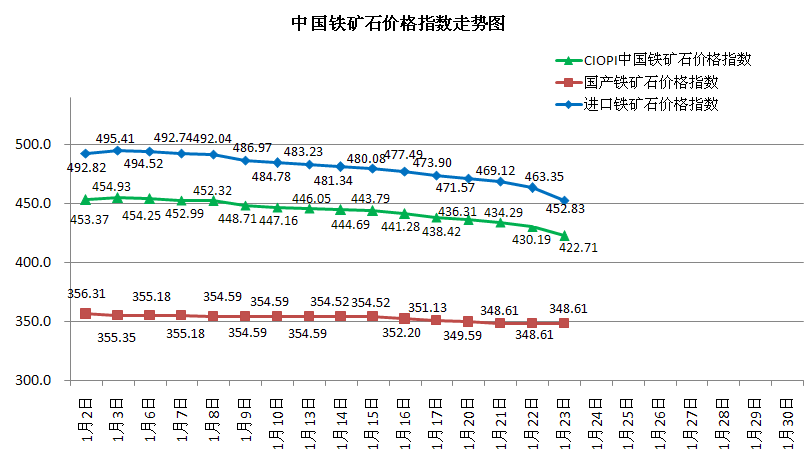 中国铁矿石价格指数走势图
CIOPI中国铁矿石价格指数
国产铁矿石价格指数
进口铁矿石价格指数
500.0
450.0
400.0
350.0
300.0
492.82
495.41
494.52
492.74
492.04
486.97
484.78
483.23
481.34
480.08
477.49
473.90
471.57
469.12
463.35
452.83
453.37
454.93
454.25
452.99
452.32
448.71
447.16
446.05
444.69
443.79
441.28
438.42
436.31
434.29
430.19
422.71
356.31
355.35
355.18
355.18
354.59
354.59
354.59
354.59
354.52
354.52
352.20
351.13
349.59
348.61
348.61
348.61
1月2日
1月3日
1月6日
1月7日
1月8日
1月9日
1月10日
1月13日
1月14日
1月15日
1月16日
1月17日
1月20日
1月21日
1月22日
1月23日
1月24日
1月25日
1月26日
1月27日
1月28日
1月29日
1月30日